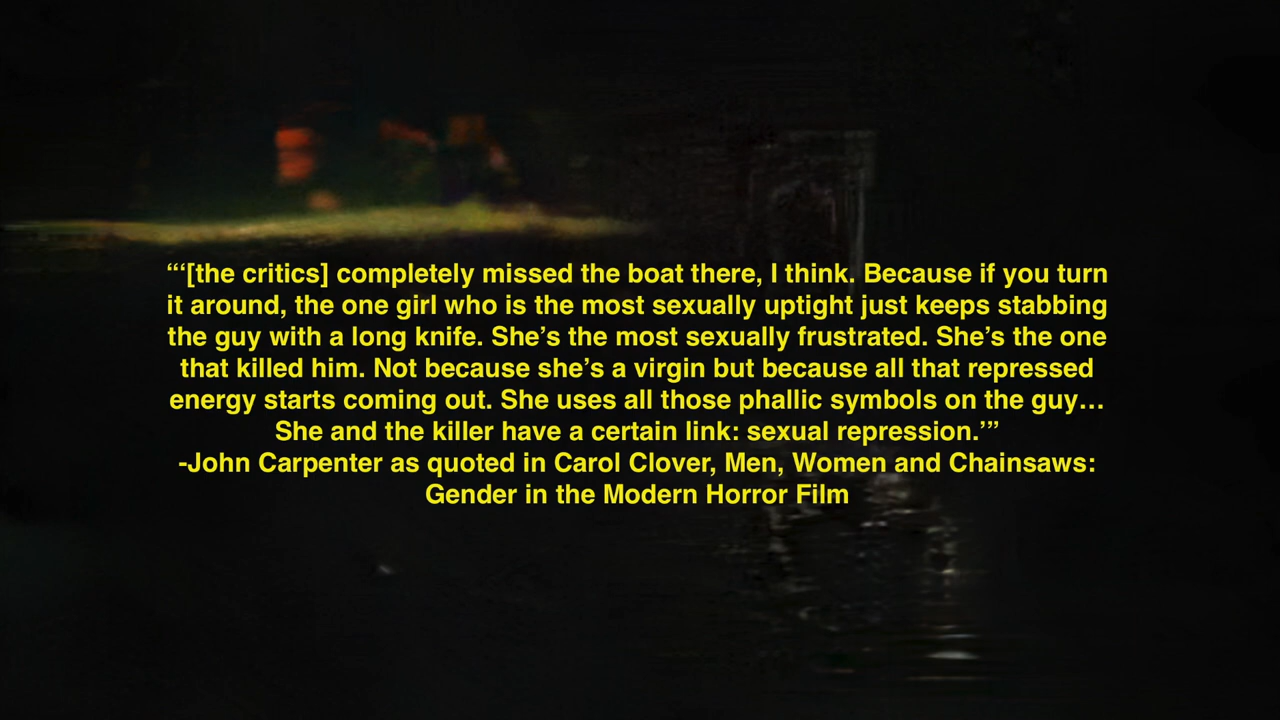 “‘[the critics] completely missed the boat there, I think. Because if you turn
it around, the one girl who is the most sexually uptight just keeps stabbing
the guy with a long knife. She’s the most sexually frustrated. She’s the one
that killed him. Not because she’s a virgin but because all that repressed
energy starts coming out. She uses all those phallic symbols on the guy…
She and the killer have a certain link: sexual repression.’”
-John Carpenter as quoted in Carol Clover, Men, Women and Chainsaws:
Gender in the Modern Horror Film